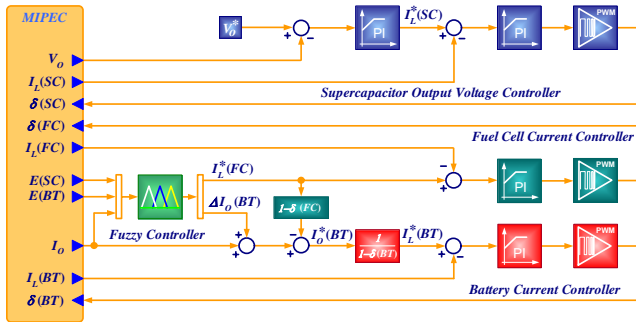 MIPEC
V_O^*
+
−
PI
I_L^*(SC)
+
−
PI
PWM
V_O
I_L(SC)
δ(SC)
Supercapacitor Output Voltage Controller
δ(FC)
Fuel Cell Current Controller
I_L(FC)
E(SC)
E(BT)
I_L^*(FC)
−
+
PI
PWM
ΔI_O(BT)
1−δ(FC)
Fuzzy Controller
I_O
+
+
+
−
I_O^*(BT)
1
1−δ(BT)
I_L^*(BT)
+
−
PI
PWM
I_L(BT)
δ(BT)
Battery Current Controller